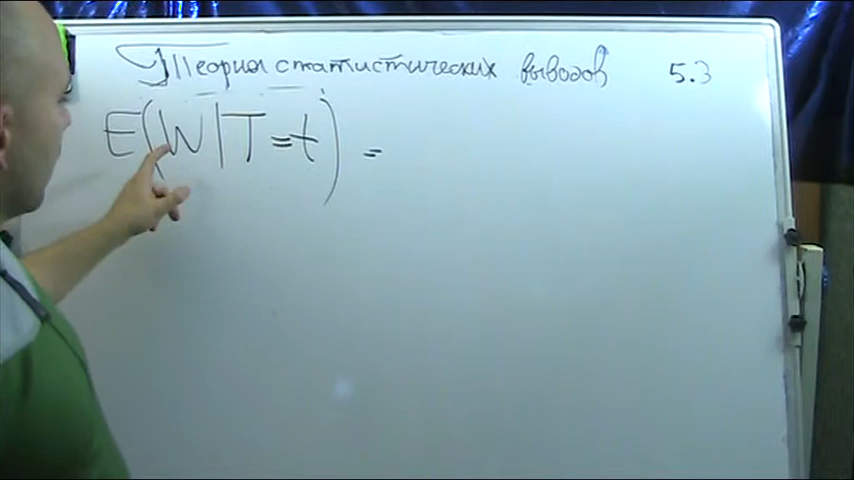 Теория статистических выводов 5.3
E(W|T=t) =